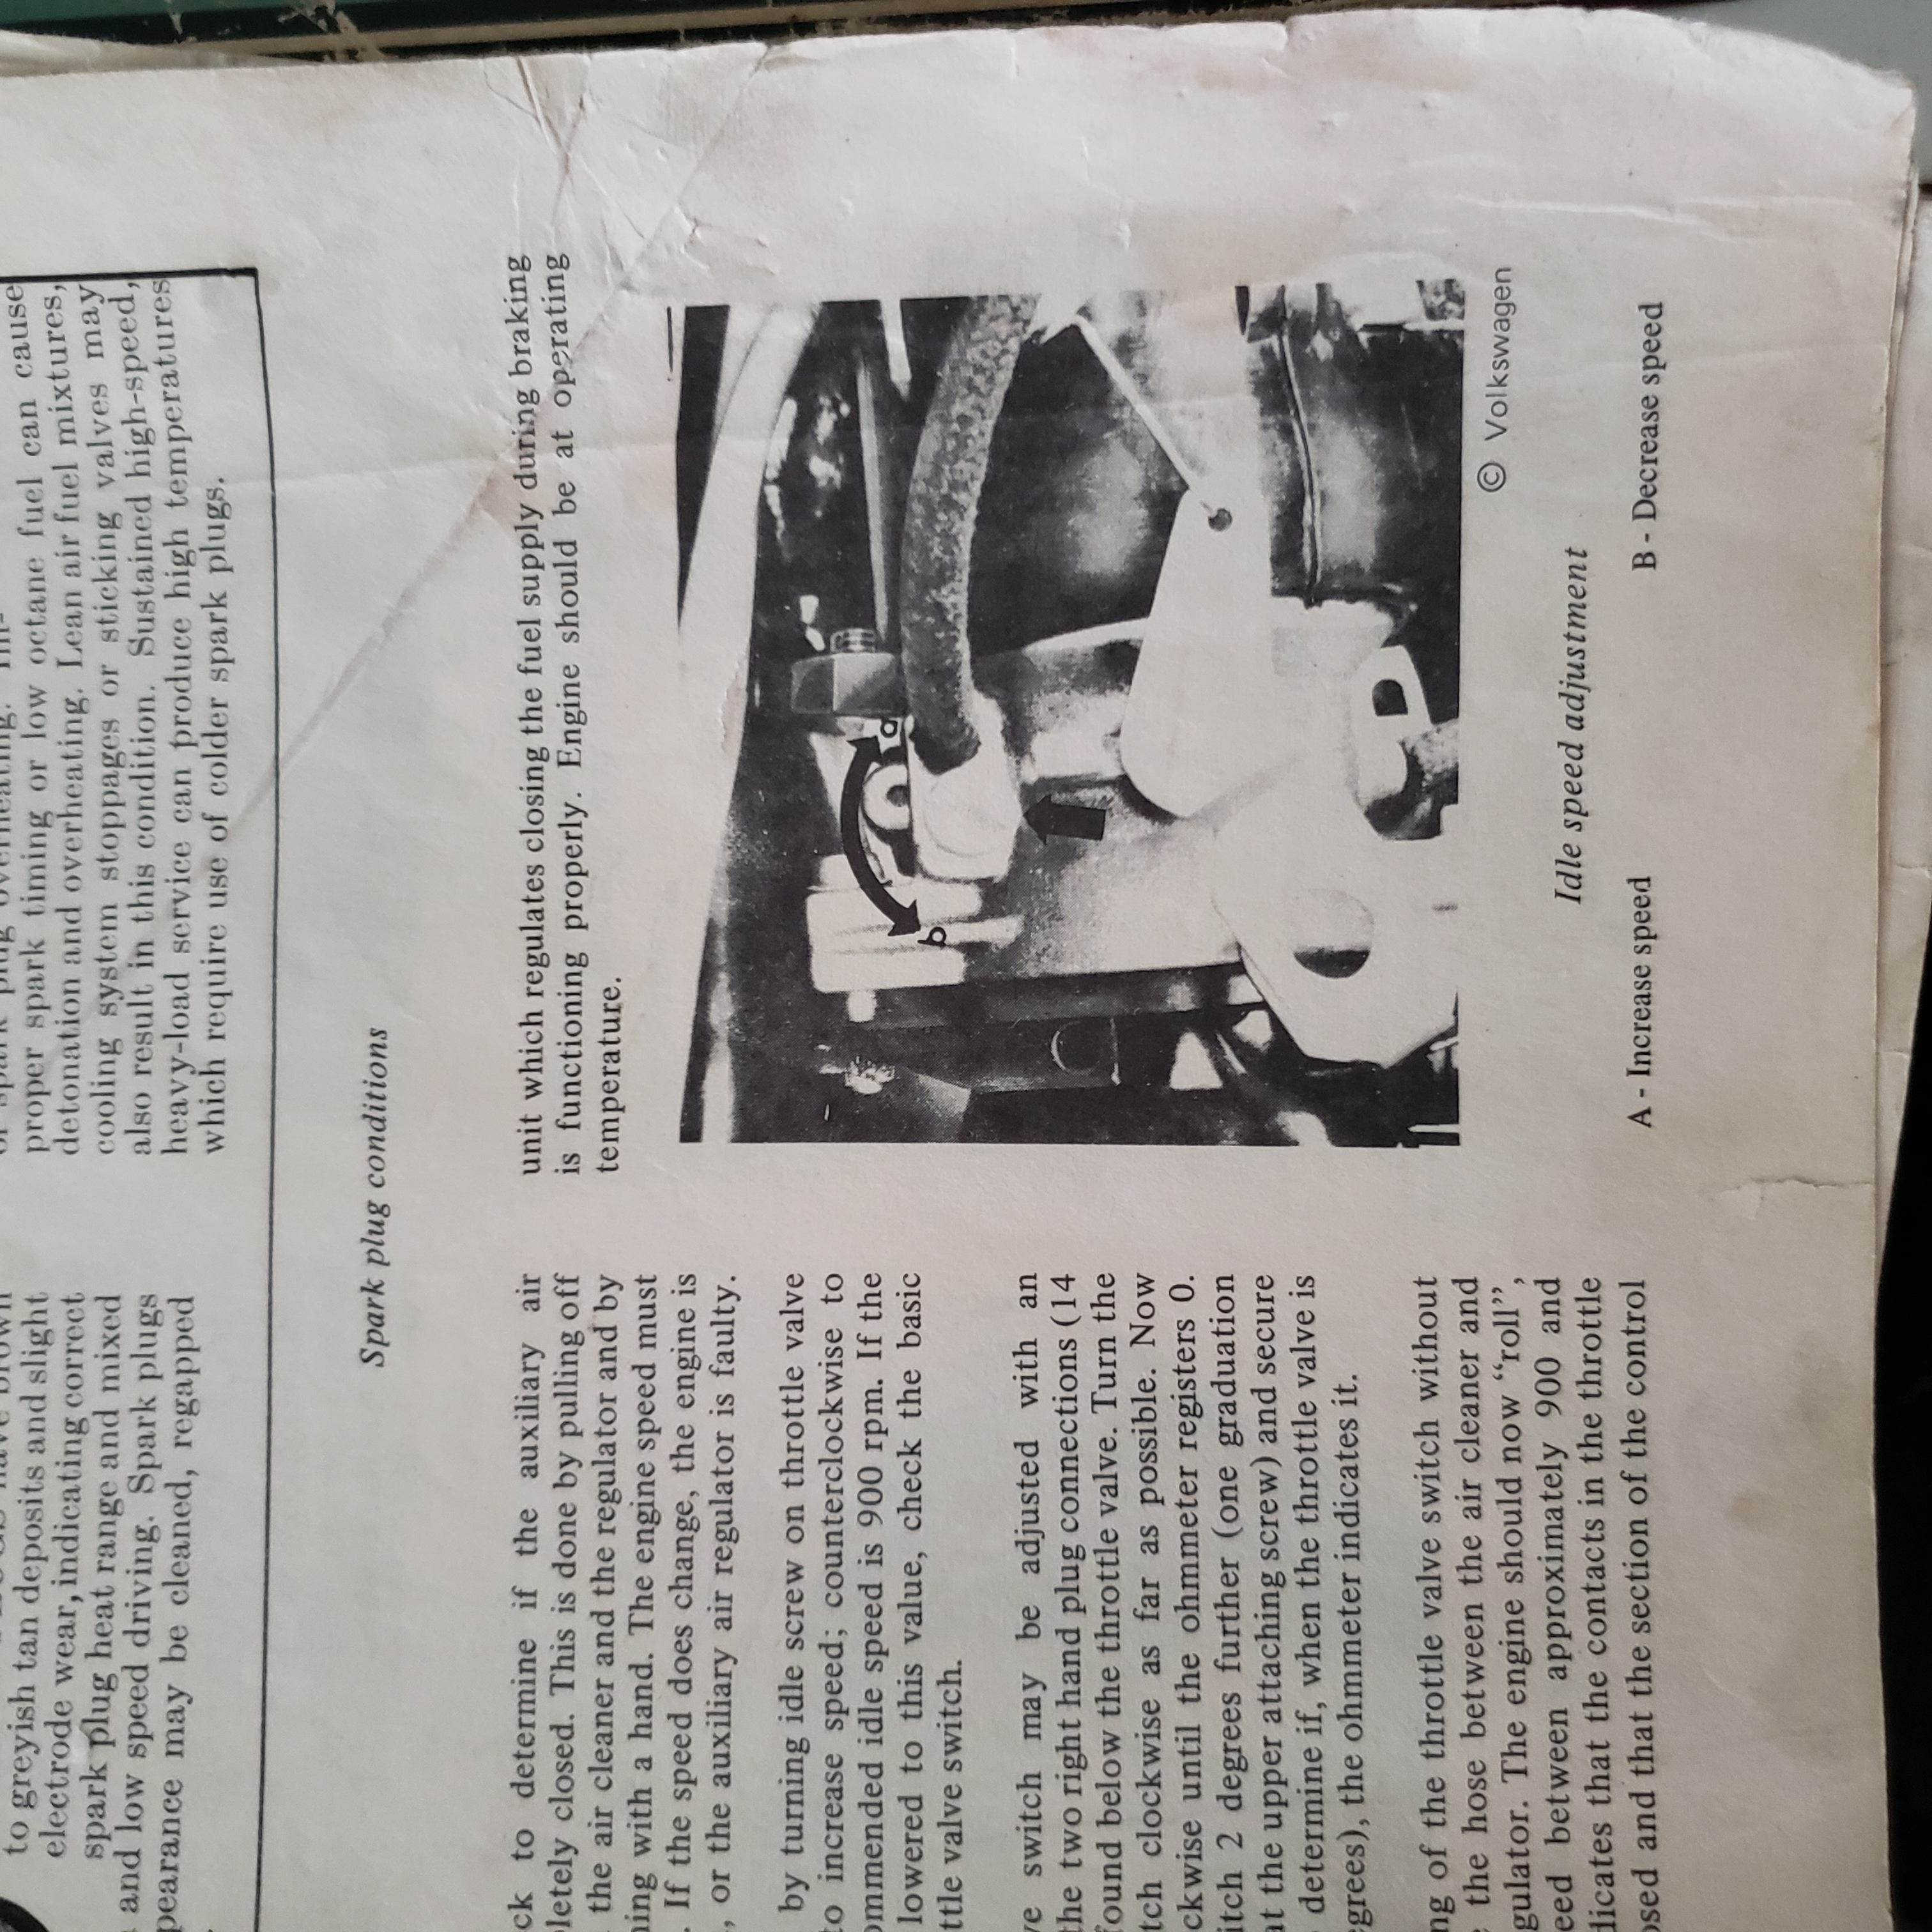 to greyish tan deposits and slight
electrode wear, indicating correct
spark plug heat range and mixed
and low speed driving. Spark plugs
pearance may be cleaned, regapped
proper spark timing or low octane fuel can cause
detonation and overheating. Lean air fuel mixtures,
cooling system stoppages or sticking valves may
also result in this condition. Sustained high-speed,
heavy-load service can produce high temperatures
which require use of colder spark plugs.
Spark plug conditions
ck to determine if the auxiliary air
letely closed. This is done by pulling off
the air cleaner and the regulator and by
ning with a hand. The engine speed must
. If the speed does change, the engine is
, or the auxiliary air regulator is faulty.
by turning idle screw on throttle valve
to increase speed; counterclockwise to
ommended idle speed is 900 rpm. If the
lowered to this value, check the basic
ttle valve switch.
ve switch may be adjusted with an
the two right hand plug connections (14
found below the throttle valve. Turn the
tch clockwise as far as possible. Now
ckwise until the ohmmeter registers 0.
itch 2 degrees further (one graduation
at the upper attaching screw) and secure
determine if, when the throttle valve is
egrees), the ohmmeter indicates it.
ng of the throttle valve switch without
the hose between the air cleaner and
gulator. The engine should now "roll",
eed between approximately 900 and
dicates that the contacts in the throttle
osed and that the section of the control
unit which regulates closing the fuel supply during braking
is functioning properly. Engine should be at operating
temperature.
a
b
© Volkswagen
Idle speed adjustment
A - Increase speed
B - Decrease speed